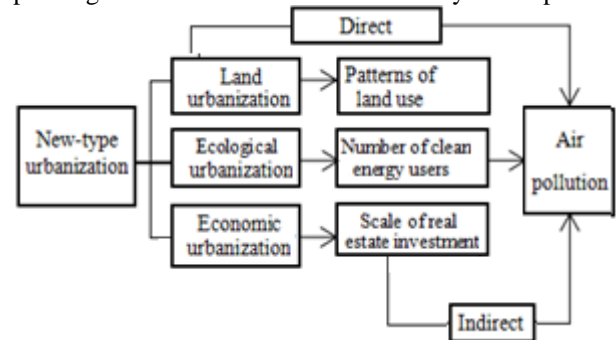 Direct
Land
urbanization
Patterns of
land use
New-type
urbanization
Ecological
urbanization
Number of clean
energy users
Air
pollution
Economic
urbanization
Scale of real
estate investment
Indirect